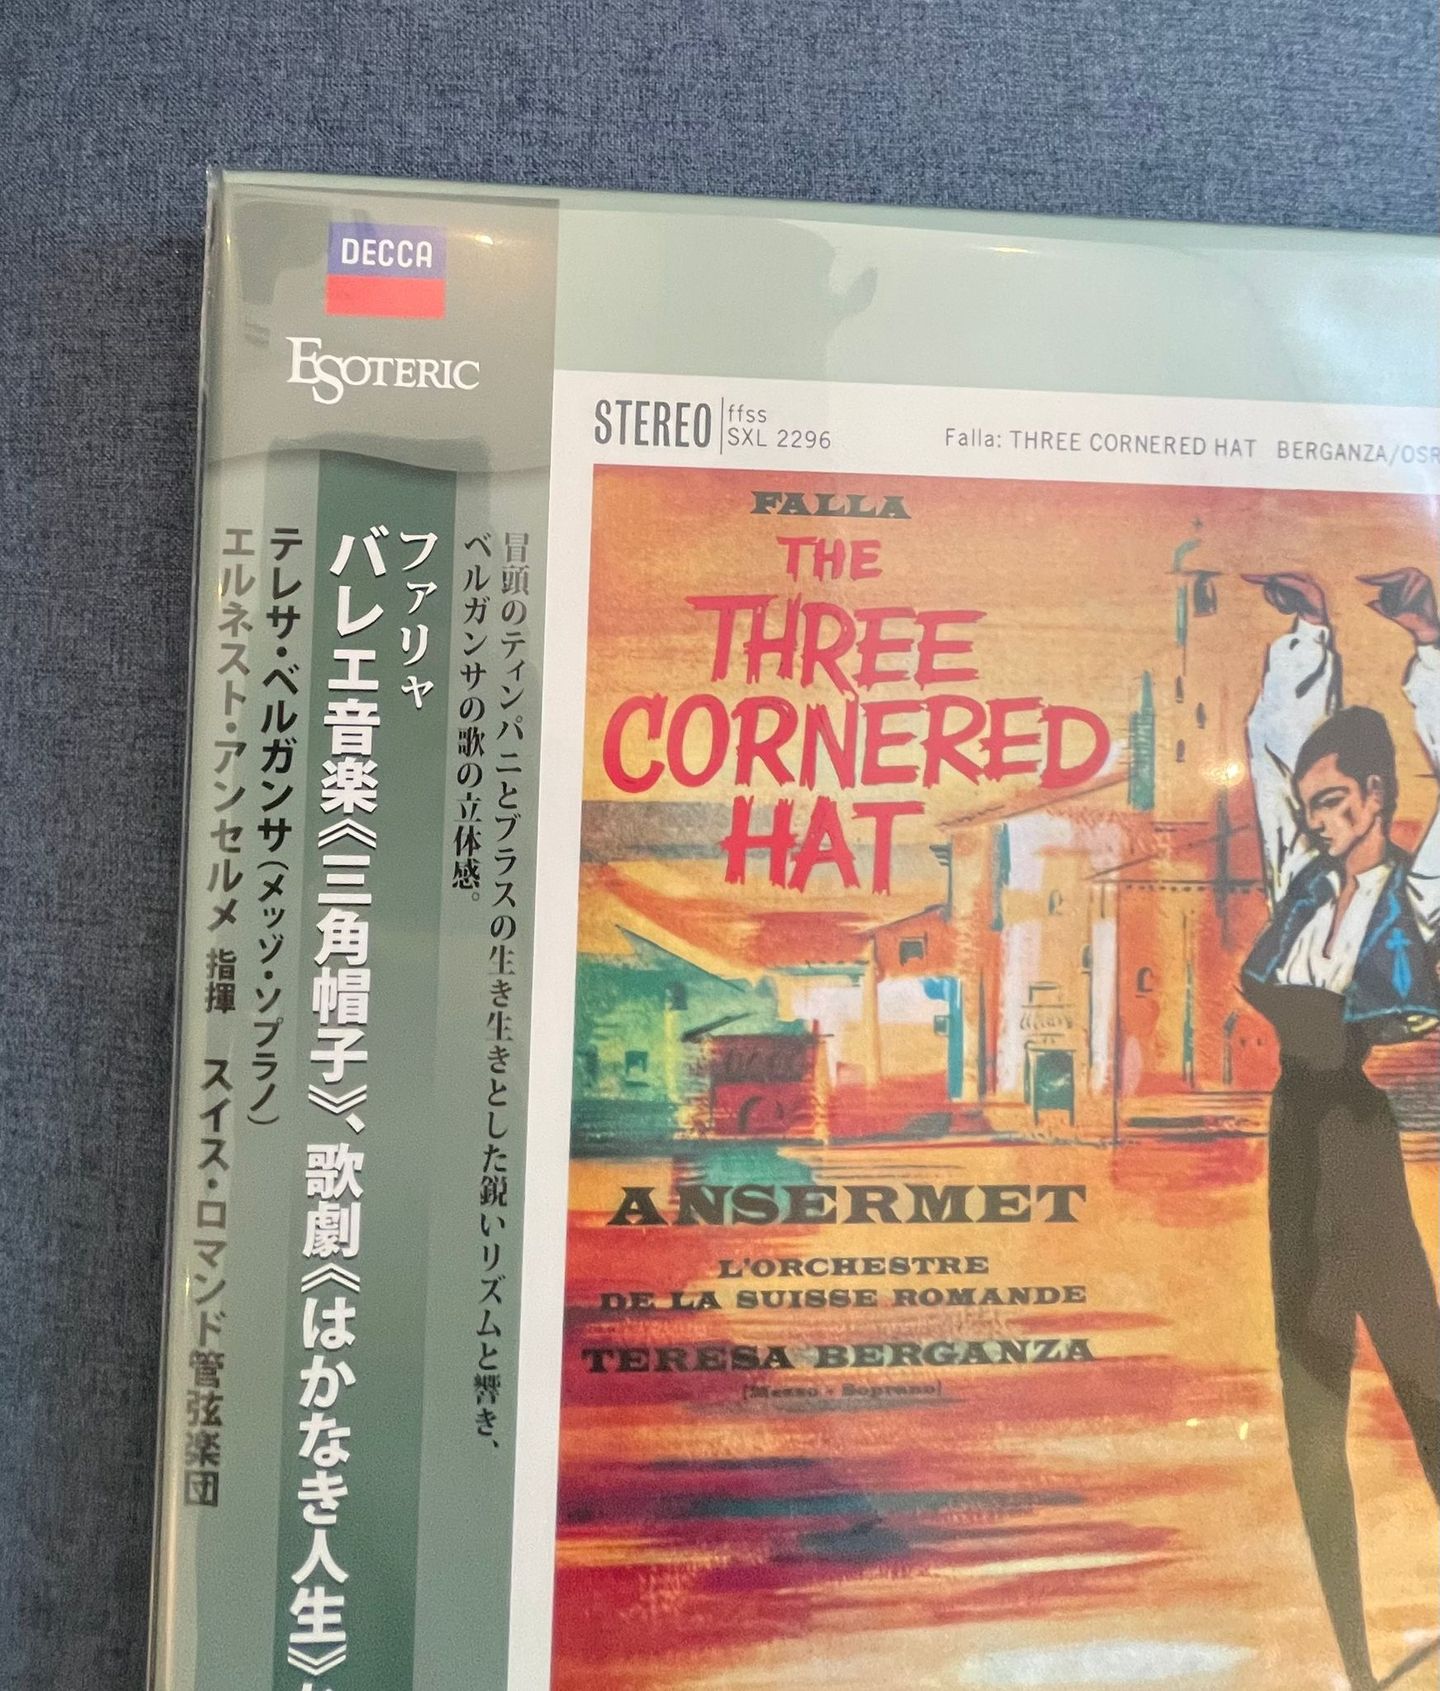 DECCA
ESOTERIC
冒頭のティンパニとブラスの生き生きとした鋭いリズムと響き、
ベルガンサの歌の立体感。
ファリャ
バレエ音楽《三角帽子》、歌劇《はかなき人生》
テレサ・ベルガンサ(メッゾ・ソプラノ)
エルネスト・アンセルメ 指揮 スイス・ロマンド管弦楽団
STEREO
ffss
SXL 2296
Falla: THREE CORNERED HAT BERGANZA/OSR
FALLA
THE
THREE
CORNERED
HAT
ANSERMET
L'ORCHESTRE
DE LA SUISSE ROMANDE
TERESA BERGANZA
(Mezzo-Soprano)